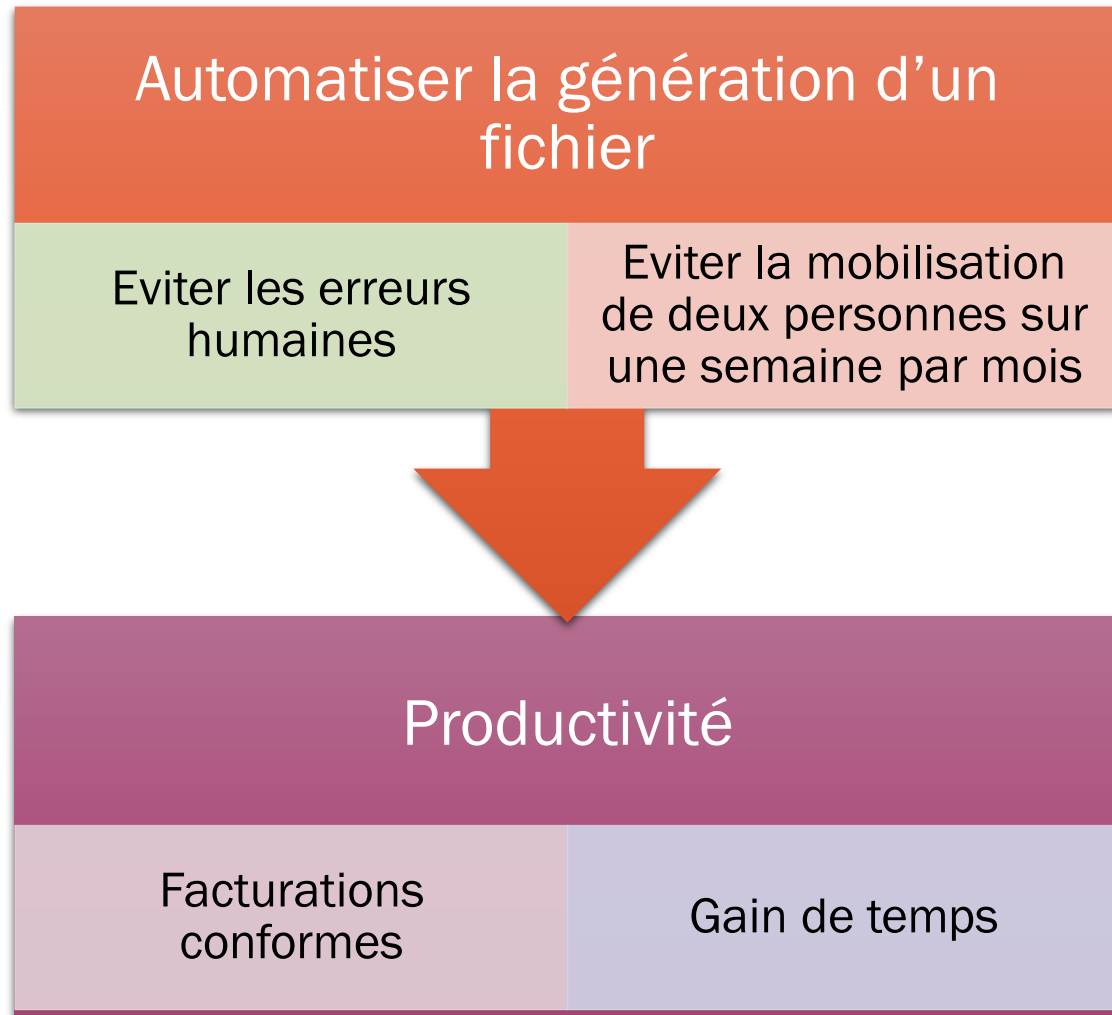 Automatiser la génération d’un
fichier
Eviter les erreurs
humaines
Eviter la mobilisation
de deux personnes sur
une semaine par mois
Productivité
Facturations
conformes
Gain de temps